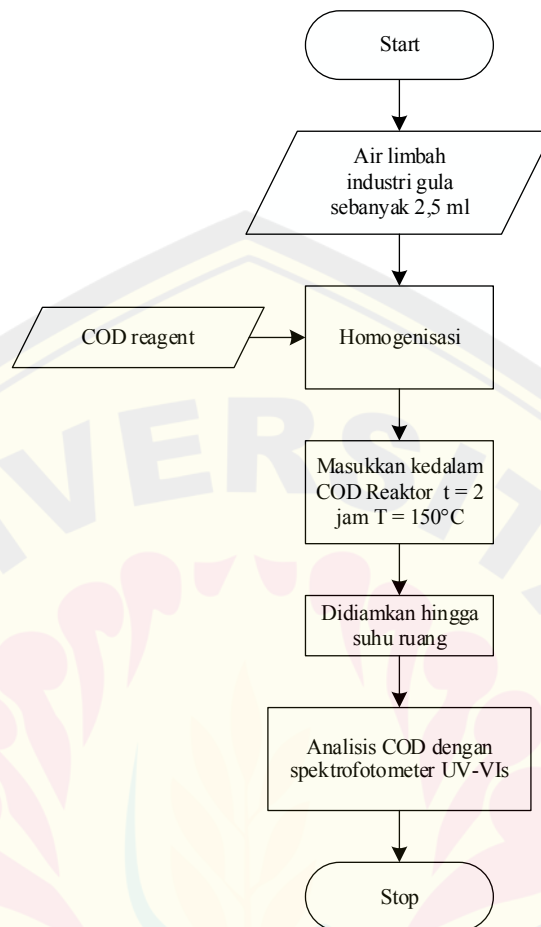 Start
Air limbah
industri gula
sebanyak 2,5 ml
COD reagent
Homogenisasi
Masukkan kedalam
COD Reaktor t = 2
jam T = 150°C
Didiamkan hingga
suhu ruang
Analisis COD dengan
spektrofotometer UV-VIs
Stop
IVERSITA